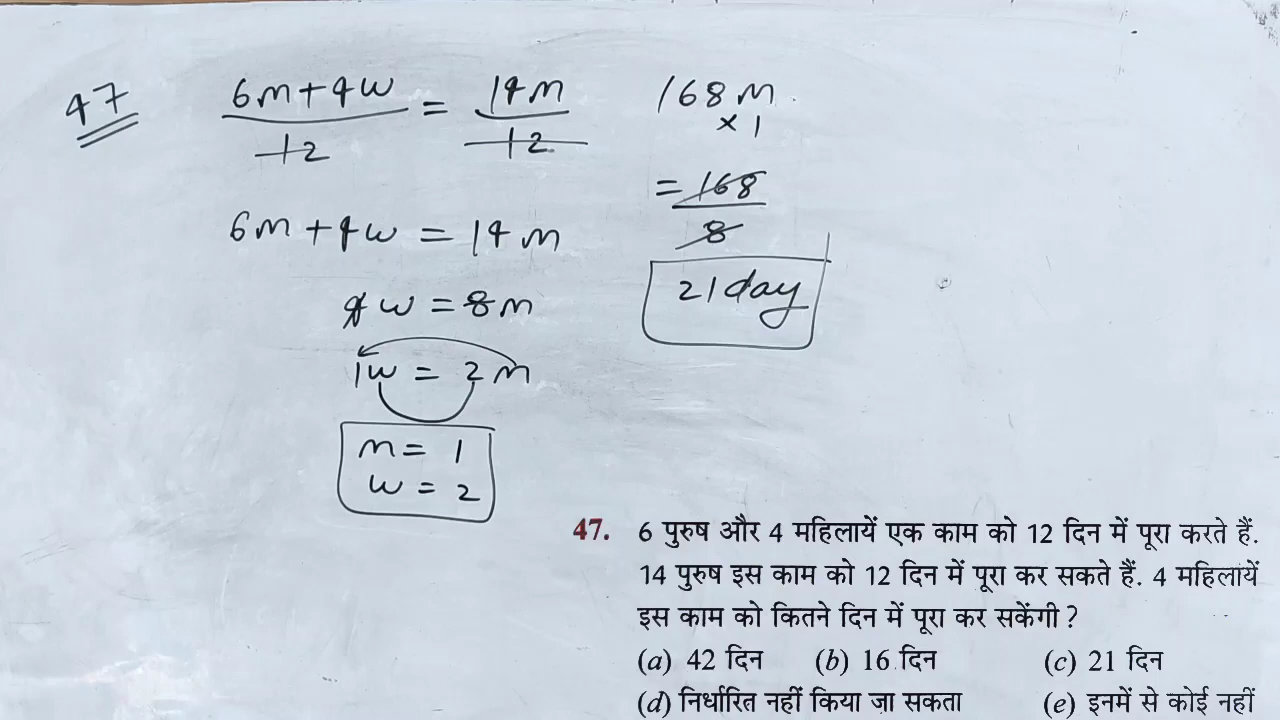 47
6m+4w = 14m
12 12
6m+4w = 14m
4w = 8m
1w = 2m
m = 1
w = 2
168m
×1
= 168
8
21 day
47. 6 पुरुष और 4 महिलायें एक काम को 12 दिन में पूरा करते हैं.
14 पुरुष इस काम को 12 दिन में पूरा कर सकते हैं. 4 महिलायें
इस काम को कितने दिन में पूरा कर सकेंगी ?
(a) 42 दिन (b) 16 दिन (c) 21 दिन
(d) निर्धारित नहीं किया जा सकता (e) इनमें से कोई नहीं